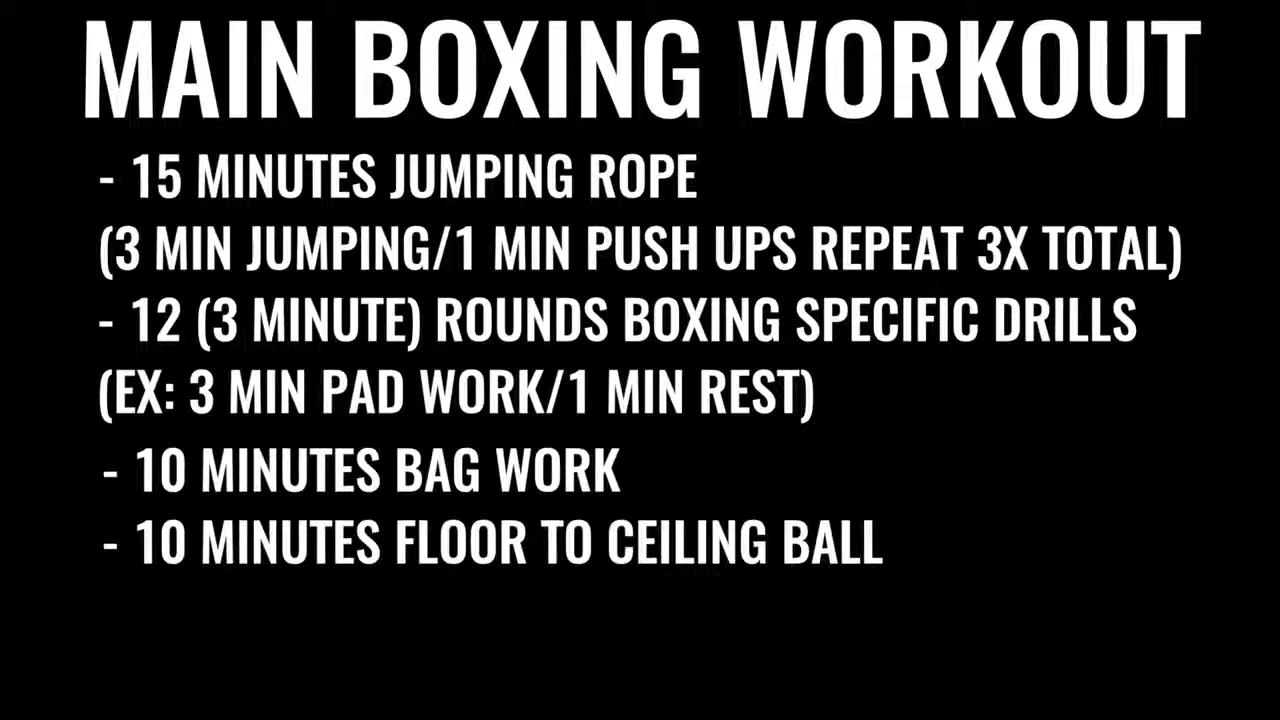 MAIN BOXING WORKOUT
- 15 MINUTES JUMPING ROPE
(3 MIN JUMPING/1 MIN PUSH UPS REPEAT 3X TOTAL)
- 12 (3 MINUTE) ROUNDS BOXING SPECIFIC DRILLS
(EX: 3 MIN PAD WORK/1 MIN REST)
- 10 MINUTES BAG WORK
- 10 MINUTES FLOOR TO CEILING BALL